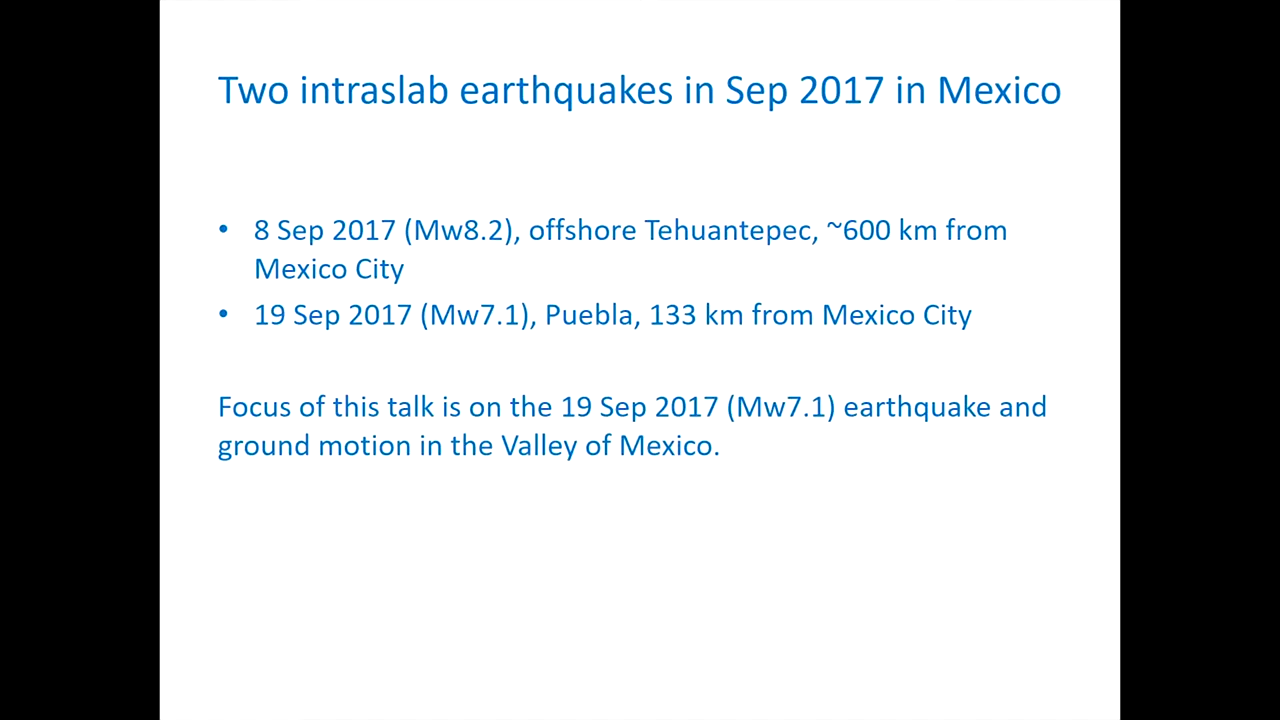 Two intraslab earthquakes in Sep 2017 in Mexico
• 8 Sep 2017 (Mw8.2), offshore Tehuantepec, ~600 km from
Mexico City
• 19 Sep 2017 (Mw7.1), Puebla, 133 km from Mexico City
Focus of this talk is on the 19 Sep 2017 (Mw7.1) earthquake and
ground motion in the Valley of Mexico.